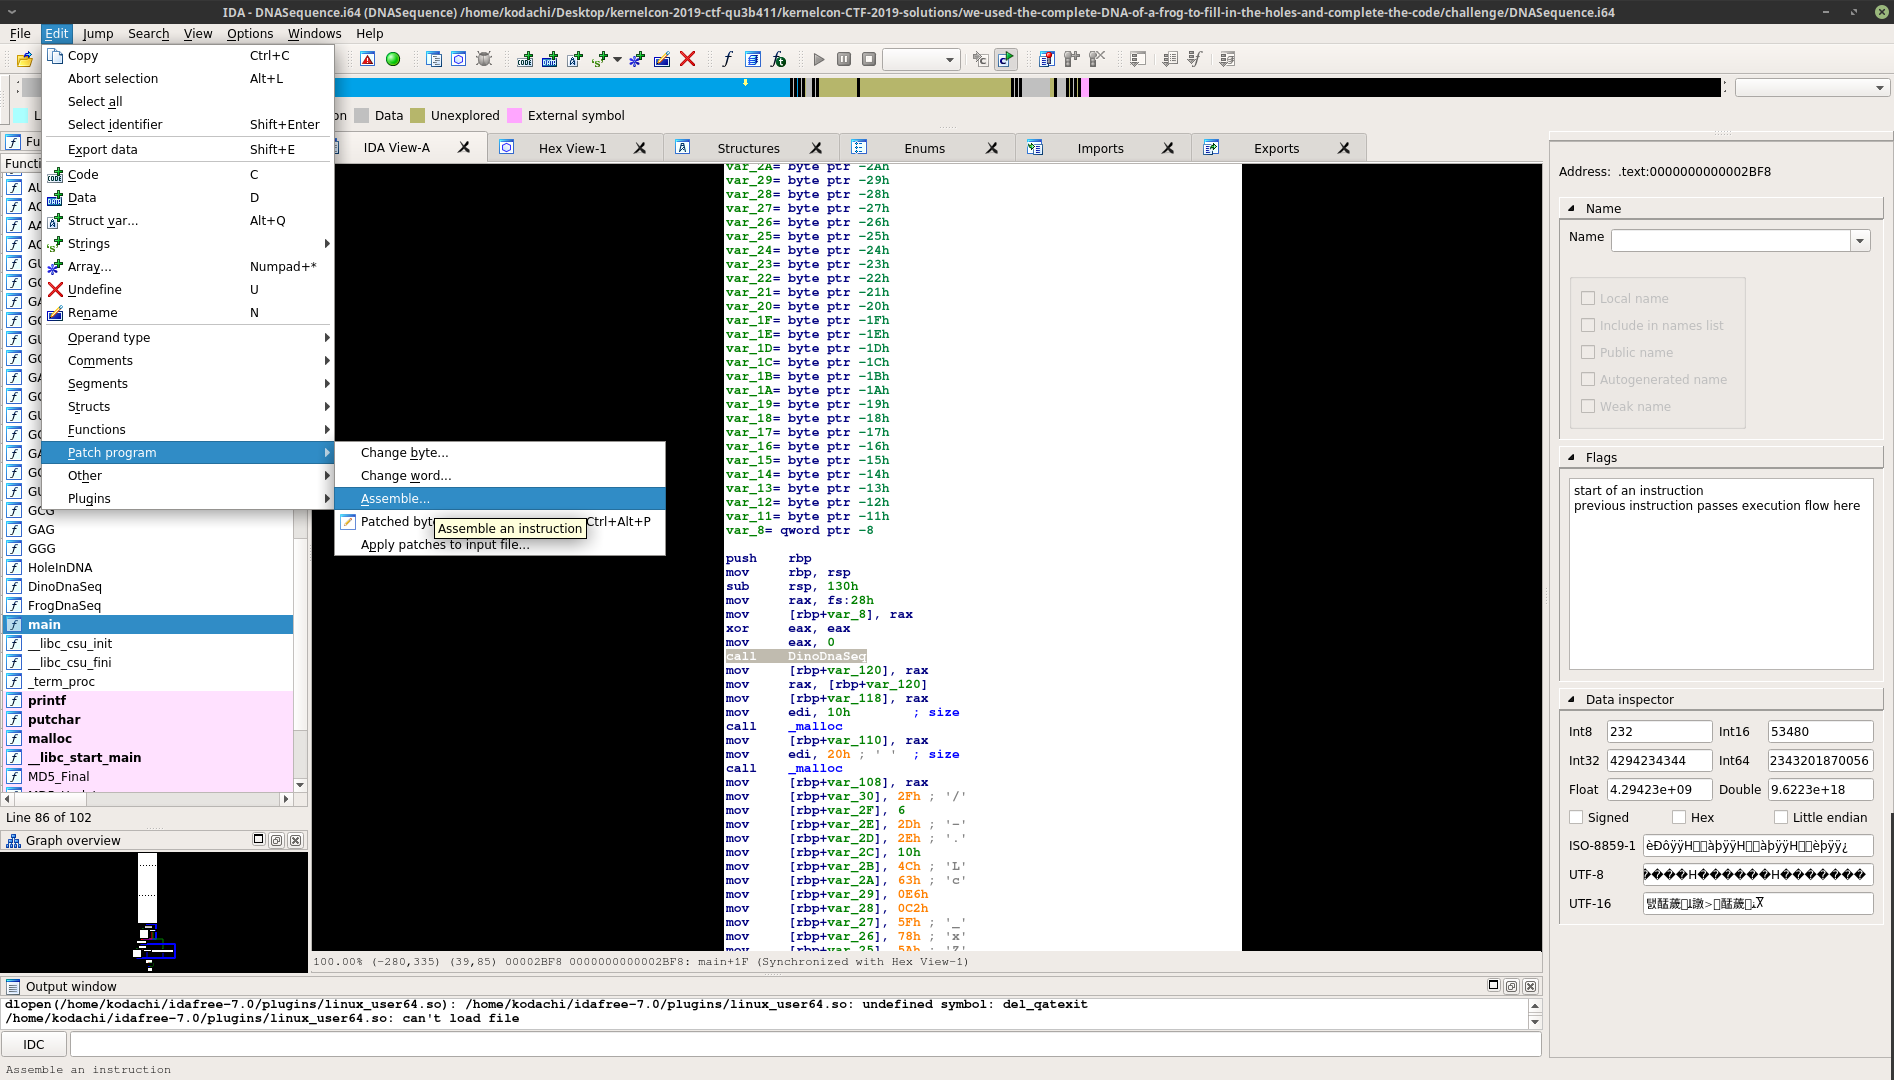 IDA - DNASequence.i64 (DNASequence) /home/kodachi/Desktop/kernelcon-2019-ctf-qu3b411/kernelcon-CTF-2019-solutions/we-used-the-complete-DNA-of-a-frog-to-fill-in-the-holes-and-complete-the-code/challenge/DNASequence.i64
File Edit Jump Search View Options Windows Help
Copy Ctrl+C
Abort selection Alt+L
Select all
Select identifier Shift+Enter
Export data Shift+E
Code C
Data D
Struct var... Alt+Q
Strings
Array... Numpad+*
Undefine U
Rename N
Operand type
Comments
Segments
Structs
Functions
Patch program
Other
Plugins
Change byte...
Change word...
Assemble...
Patched byt Ctrl+Alt+P
Assemble an instruction
Apply patches to input file...
Data Unexplored External symbol
IDA View-A Hex View-1 Structures Enums Imports Exports
GCG
GAG
GGG
HoleInDNA
DinoDnaSeq
FrogDnaSeq
main
__libc_csu_init
__libc_csu_fini
_term_proc
printf
putchar
malloc
__libc_start_main
MD5_Final
Line 86 of 102
Graph overview
var_2A= byte ptr -2Ah
var_29= byte ptr -29h
var_28= byte ptr -28h
var_27= byte ptr -27h
var_26= byte ptr -26h
var_25= byte ptr -25h
var_24= byte ptr -24h
var_23= byte ptr -23h
var_22= byte ptr -22h
var_21= byte ptr -21h
var_20= byte ptr -20h
var_1F= byte ptr -1Fh
var_1E= byte ptr -1Eh
var_1D= byte ptr -1Dh
var_1C= byte ptr -1Ch
var_1B= byte ptr -1Bh
var_1A= byte ptr -1Ah
var_19= byte ptr -19h
var_18= byte ptr -18h
var_17= byte ptr -17h
var_16= byte ptr -16h
var_15= byte ptr -15h
var_14= byte ptr -14h
var_13= byte ptr -13h
var_12= byte ptr -12h
var_11= byte ptr -11h
var_8= qword ptr -8
push rbp
mov rbp, rsp
sub rsp, 130h
mov rax, fs:28h
mov [rbp+var_8], rax
xor eax, eax
mov eax, 0
call DinoDnaSeq
mov [rbp+var_120], rax
mov rax, [rbp+var_120]
mov [rbp+var_118], rax
mov edi, 10h ; size
call _malloc
mov [rbp+var_110], rax
mov edi, 20h ; ' ' ; size
call _malloc
mov [rbp+var_108], rax
mov [rbp+var_30], 2Fh ; '/'
mov [rbp+var_2F], 6
mov [rbp+var_2E], 2Dh ; '-'
mov [rbp+var_2D], 2Eh ; '.'
mov [rbp+var_2C], 10h
mov [rbp+var_2B], 4Ch ; 'L'
mov [rbp+var_2A], 63h ; 'c'
mov [rbp+var_29], 0E6h
mov [rbp+var_28], 0C2h
mov [rbp+var_27], 5Fh ; '_'
mov [rbp+var_26], 78h ; 'x'
mov [rbp+var_25], 5Ah ; 'Z'
100.00% (-280,335) (39,85) 00002BF8 0000000000002BF8: main+1F (Synchronized with Hex View-1)
Address: .text:0000000000002BF8
Name
Name
Local name
Include in names list
Public name
Autogenerated name
Weak name
Flags
start of an instruction
previous instruction passes execution flow here
Data inspector
Int8 232 Int16 53480
Int32 4294234344 Int64 2343201870056
Float 4.29423e+09 Double 9.6223e+18
Signed Hex Little endian
ISO-8859-1
UTF-8
UTF-16
Output window
dlopen(/home/kodachi/idafree-7.0/plugins/linux_user64.so): /home/kodachi/idafree-7.0/plugins/linux_user64.so: undefined symbol: del_qatexit
/home/kodachi/idafree-7.0/plugins/linux_user64.so: can't load file
IDC
Assemble an instruction